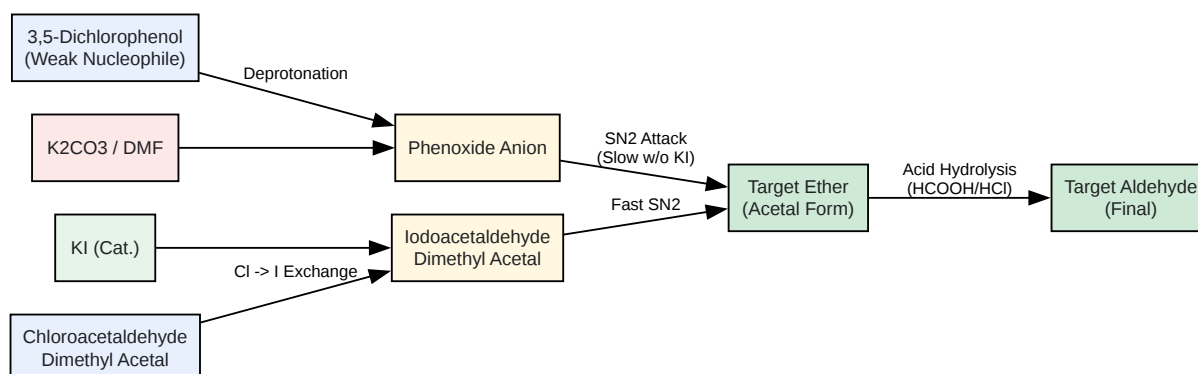 3,5-Dichlorophenol
(Weak Nucleophile)
Deprotonation
K2CO3 / DMF
Phenoxide Anion
SN2 Attack
(Slow w/o KI)
Target Ether
(Acetal Form)
Acid Hydrolysis
(HCOOH/HCl)
Target Aldehyde
(Final)
Fast SN2
KI (Cat.)
Iodoacetaldehyde
Dimethyl Acetal
Cl -> I Exchange
Chloroacetaldehyde
Dimethyl Acetal